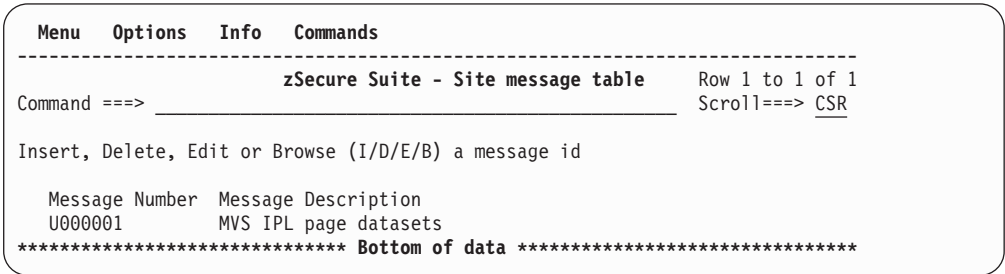 Menu Options Info Commands
-------------------------------------------------------------------------------
zSecure Suite - Site message table Row 1 to 1 of 1
Command ===> _________________________________________________ Scroll===> CSR
Insert, Delete, Edit or Browse (I/D/E/B) a message id
Message Number Message Description
U000001 MVS IPL page datasets
******************************* Bottom of data ********************************